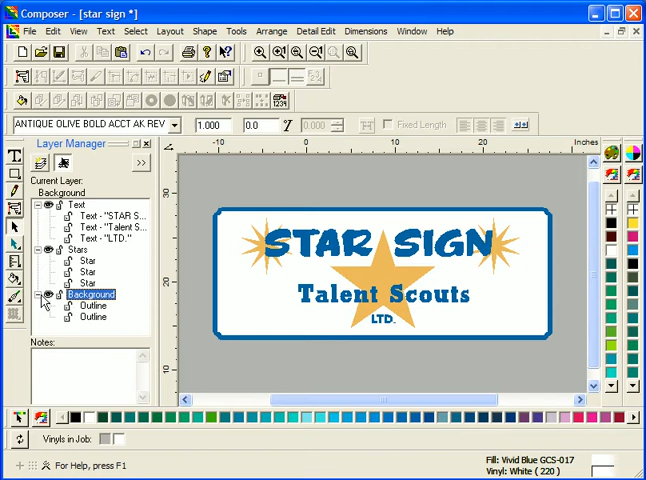 Composer - [star sign *]
File Edit View Text Select Layout Shape Tools Arrange Detail Edit Dimensions Window Help
ANTIQUE OLIVE BOLD ACCT AK REV 1.000 0.0 0.000 Fixed Length
Layer Manager
>>
Current Layer:
Background
Text
Text - "STAR S...
Text - "Talent S...
Text - "LTD."
Stars
Star
Star
Star
Background
Outline
Outline
Notes:
-10 0 10 20 Inches
30
20
10
STAR SIGN
Talent Scouts
LTD.
Vinyls in Job:
For Help, press F1
Fill: Vivid Blue GCS-017
Vinyl: White ( 220 )